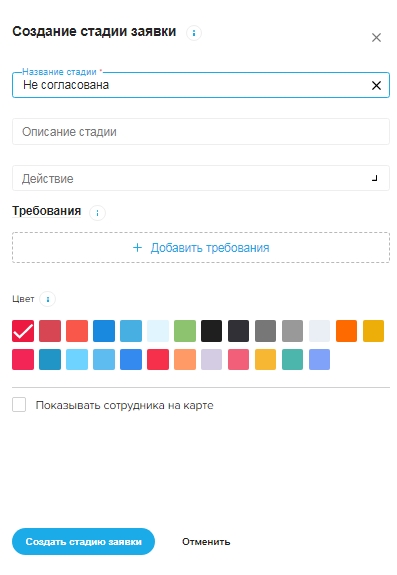 Создание стадии заявки
Название стадии *
Не согласована
Описание стадии
Действие
Требования
+ Добавить требования
Цвет
Показывать сотрудника на карте
Создать стадию заявки
Отменить